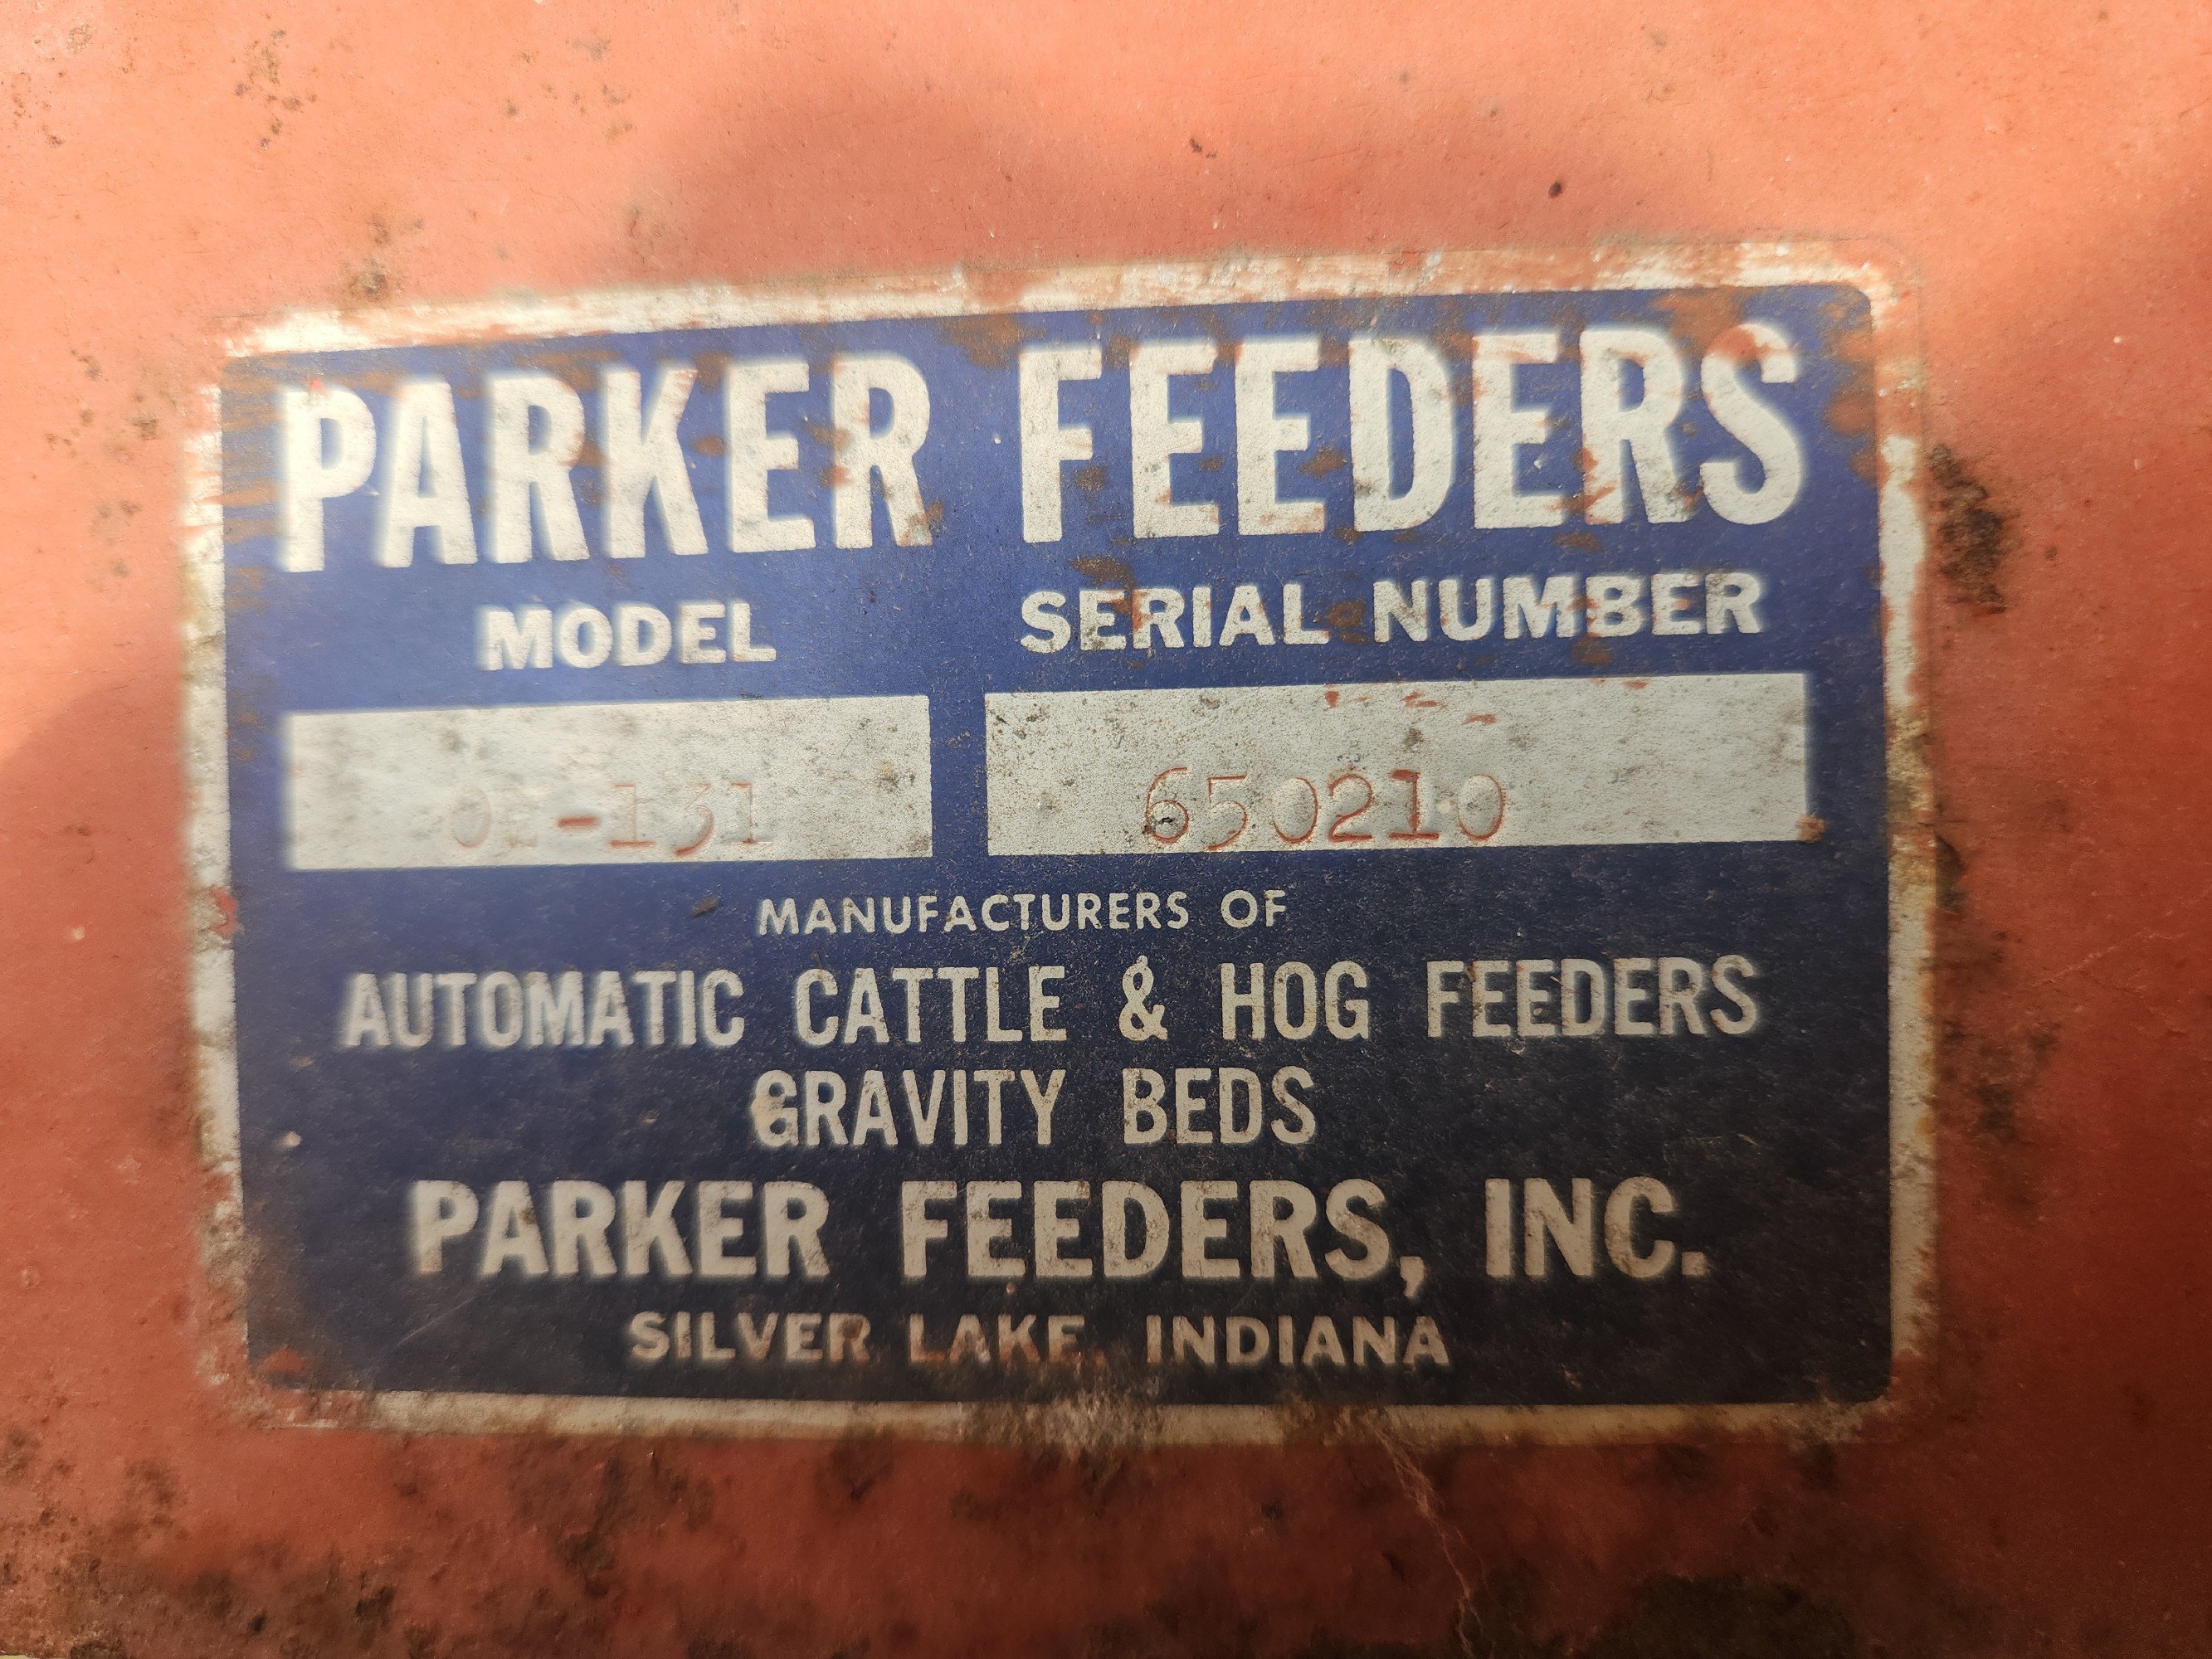 PARKER FEEDERS
MODEL SERIAL NUMBER
650210
MANUFACTURERS OF
AUTOMATIC CATTLE & HOG FEEDERS
GRAVITY BEDS
PARKER FEEDERS, INC.
SILVER LAKE, INDIANA